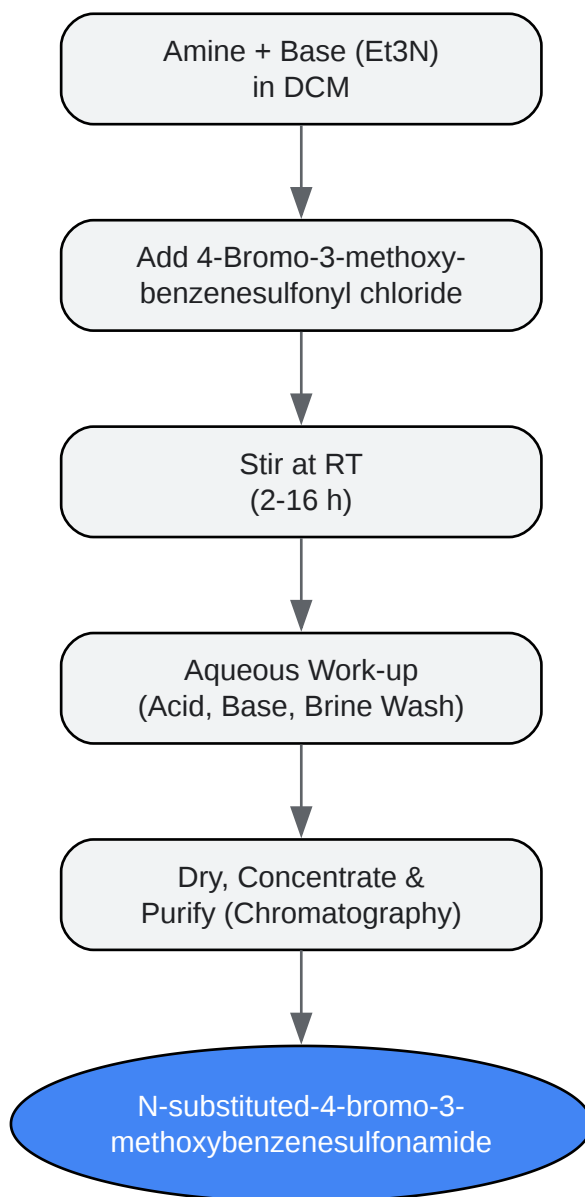 Amine + Base (Et3N)
in DCM
Add 4-Bromo-3-methoxy-
benzenesulfonyl chloride
Stir at RT
(2-16 h)
Aqueous Work-up
(Acid, Base, Brine Wash)
Dry, Concentrate &
Purify (Chromatography)
N-substituted-4-bromo-3-
methoxybenzenesulfonamide